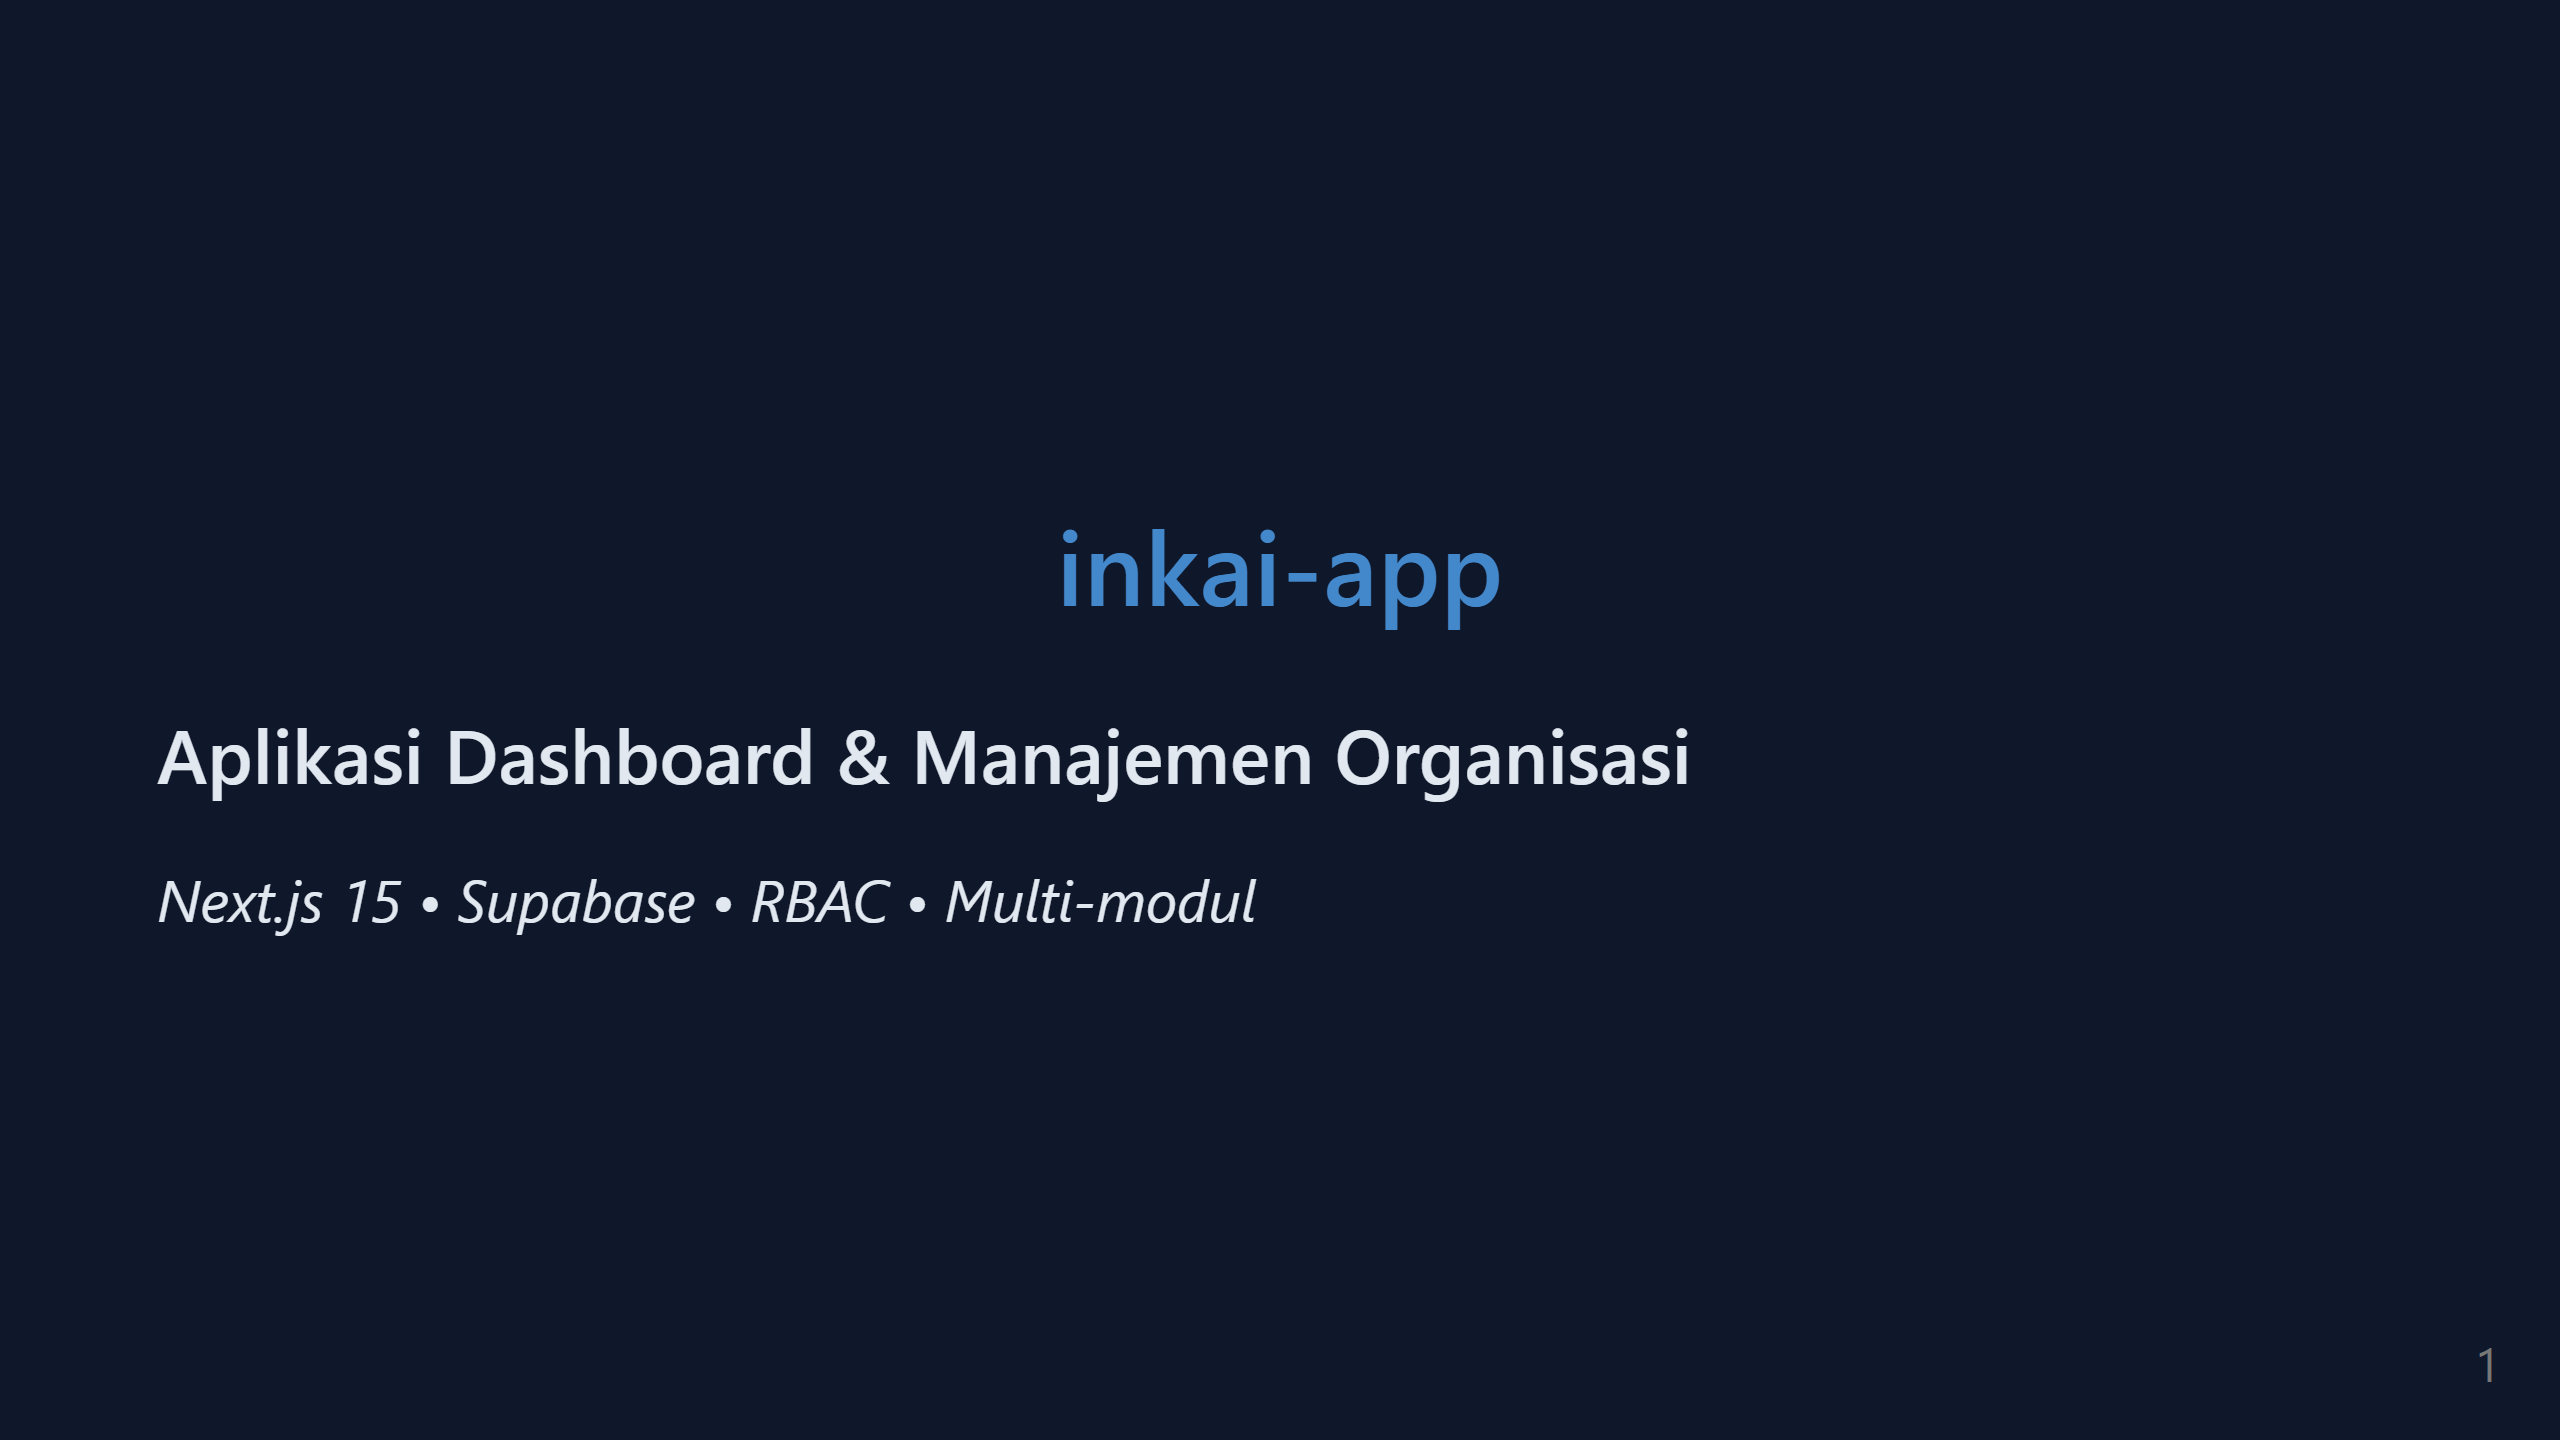 inkai-app
Aplikasi Dashboard & Manajemen Organisasi
Next.js 15 • Supabase • RBAC • Multi-modul
1